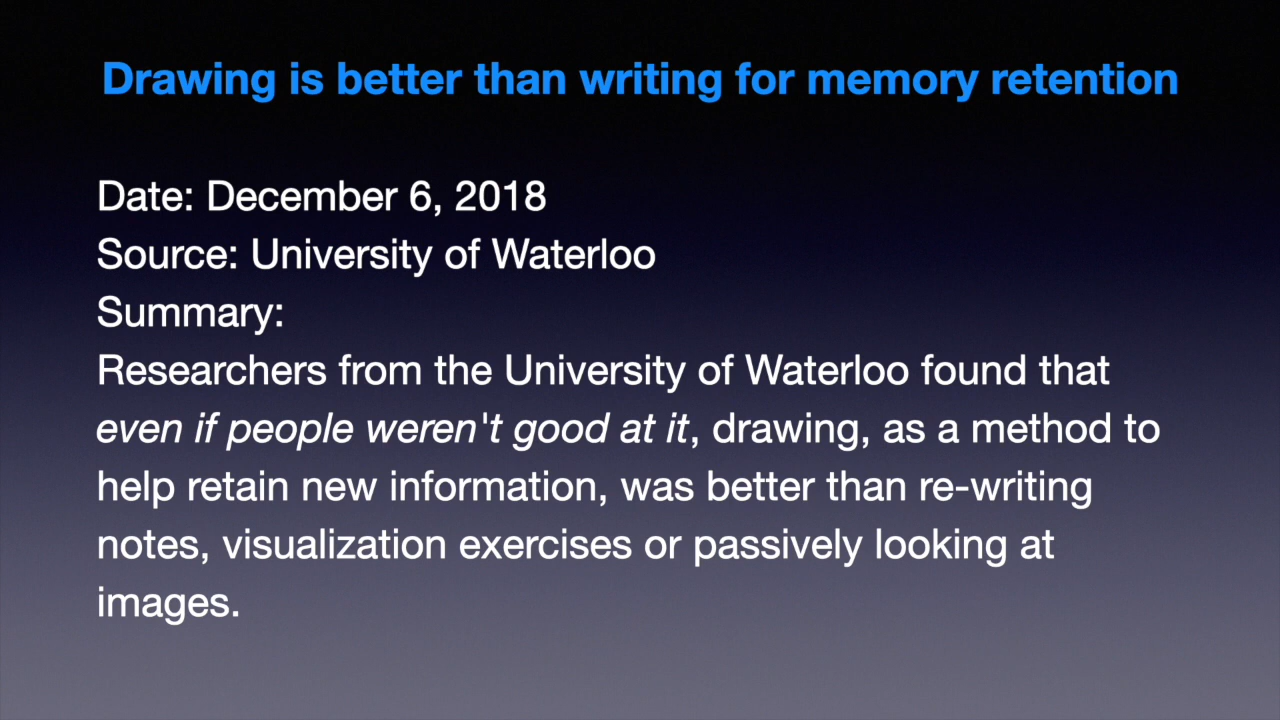 Drawing is better than writing for memory retention
Date: December 6, 2018
Source: University of Waterloo
Summary:
Researchers from the University of Waterloo found that
even if people weren't good at it, drawing, as a method to
help retain new information, was better than re-writing
notes, visualization exercises or passively looking at
images.